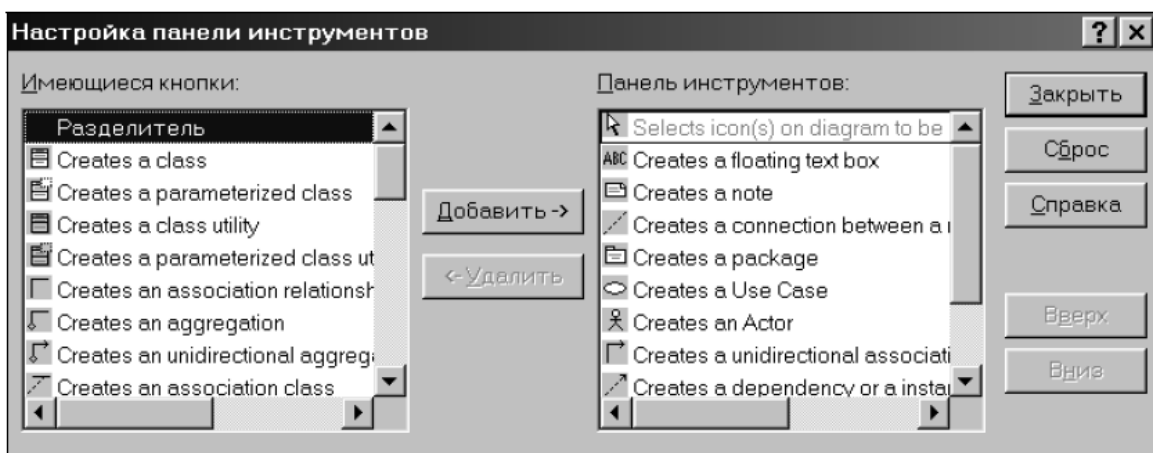 Настройка панели инструментов
Имеющиеся кнопки:
Разделитель
Creates a class
Creates a parameterized class
Creates a class utility
Creates a parameterized class ut
Creates an association relationsh
Creates an aggregation
Creates an unidirectional aggrega
Creates an association class
Добавить ->
<- Удалить
Панель инструментов:
Selects icon(s) on diagram to be
ABC Creates a floating text box
Creates a note
Creates a connection between a
Creates a package
Creates a Use Case
Creates an Actor
Creates a unidirectional associati
Creates a dependency or a instan
Закрыть
Сброс
Справка
Вверх
Вниз